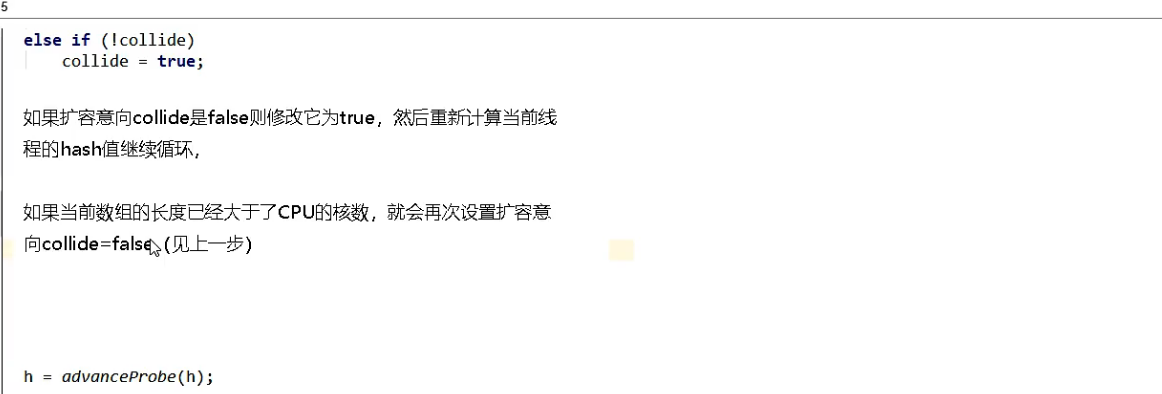 5
else if (!collide)
collide = true;
如果扩容意向collide是false则修改它为true，然后重新计算当前线
程的hash值继续循环，
如果当前数组的长度已经大于了CPU的核数，就会再次设置扩容意
向collide=false（见上一步）
h = advanceProbe(h);